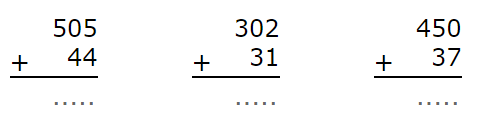 505 302 450
+ 44 + 31 + 37
..... ..... .....